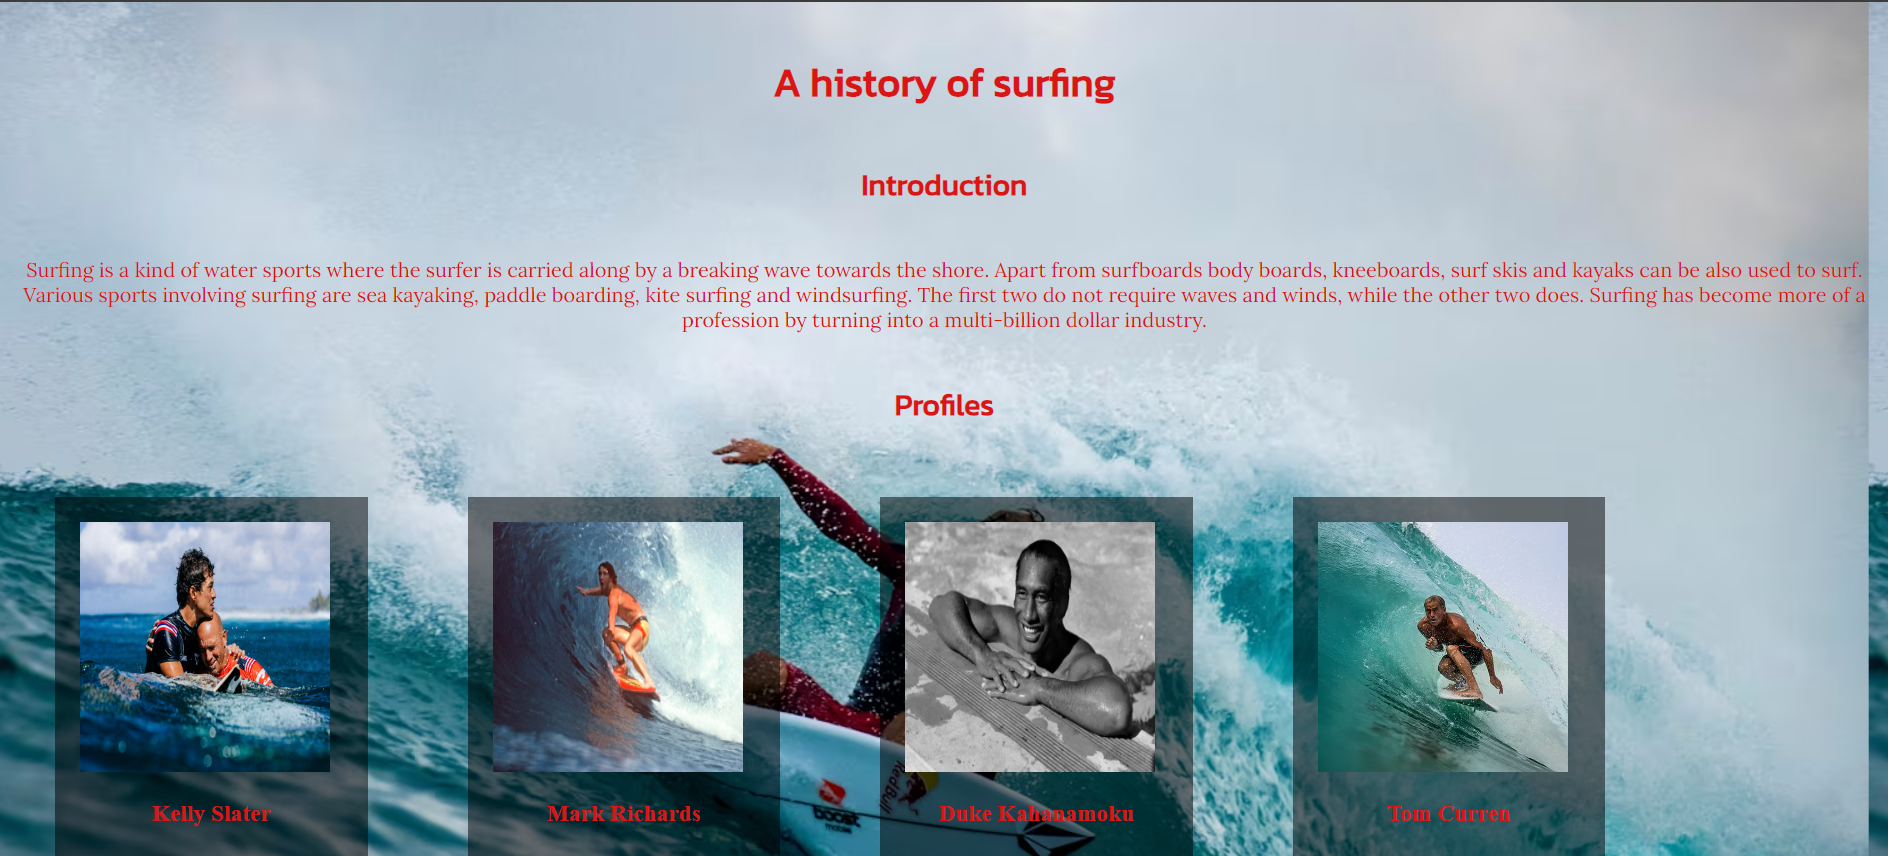 A history of surfing
Introduction
Surfing is a kind of water sports where the surfer is carried along by a breaking wave towards the shore. Apart from surfboards body boards, kneeboards, surf skis and kayaks can be also used to surf.
Various sports involving surfing are sea kayaking, paddle boarding, kite surfing and windsurfing. The first two do not require waves and winds, while the other two does. Surfing has become more of a
profession by turning into a multi-billion dollar industry.
Profiles
Kelly Slater
Mark Richards
Duke Kahanamoku
Tom Curren
RedBull
boost